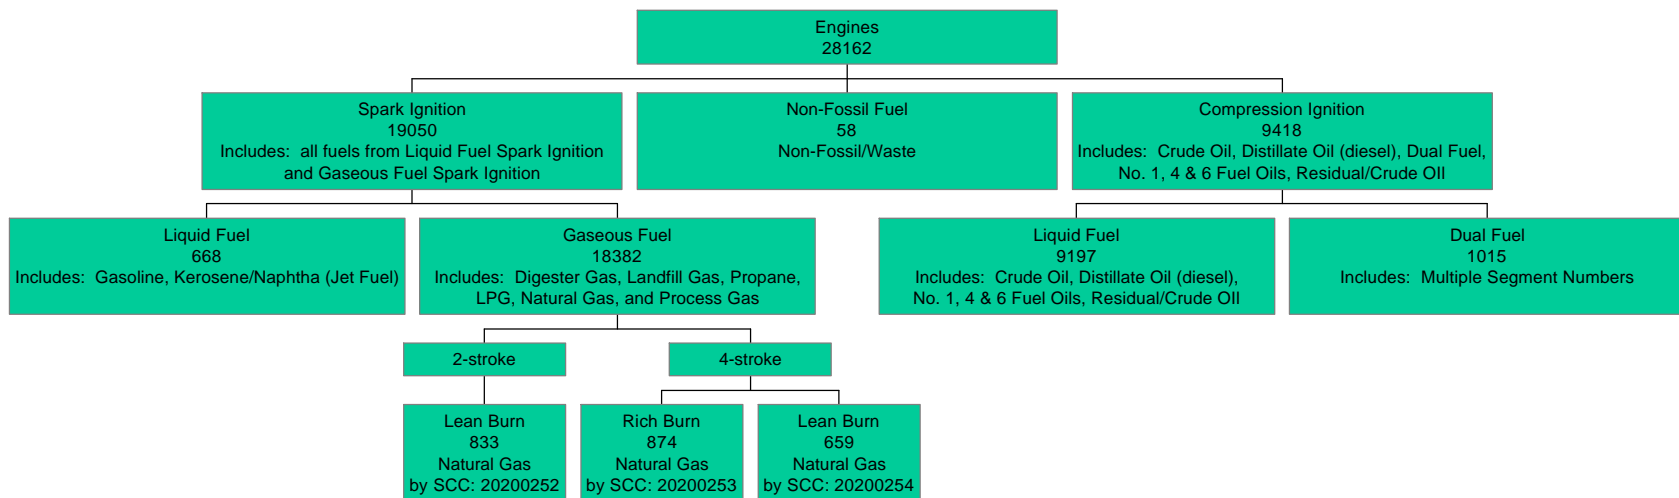 Engines
28162
Spark Ignition
19050
Includes:  all fuels from Liquid Fuel Spark Ignition
and Gaseous Fuel Spark Ignition
Non-Fossil Fuel
58
Non-Fossil/Waste
Compression Ignition
9418
Includes:  Crude Oil, Distillate Oil (diesel), Dual Fuel,
No. 1, 4 & 6 Fuel Oils, Residual/Crude OIl
Liquid Fuel
668
Includes:  Gasoline, Kerosene/Naphtha (Jet Fuel)
Gaseous Fuel
18382
Includes:  Digester Gas, Landfill Gas, Propane,
LPG, Natural Gas, and Process Gas
Liquid Fuel
9197
Includes:  Crude Oil, Distillate Oil (diesel),
No. 1, 4 & 6 Fuel Oils, Residual/Crude OIl
Dual Fuel
1015
Includes:  Multiple Segment Numbers
2-stroke
4-stroke
Lean Burn
833
Natural Gas
by SCC: 20200252
Rich Burn
874
Natural Gas
by SCC: 20200253
Lean Burn
659
Natural Gas
by SCC: 20200254